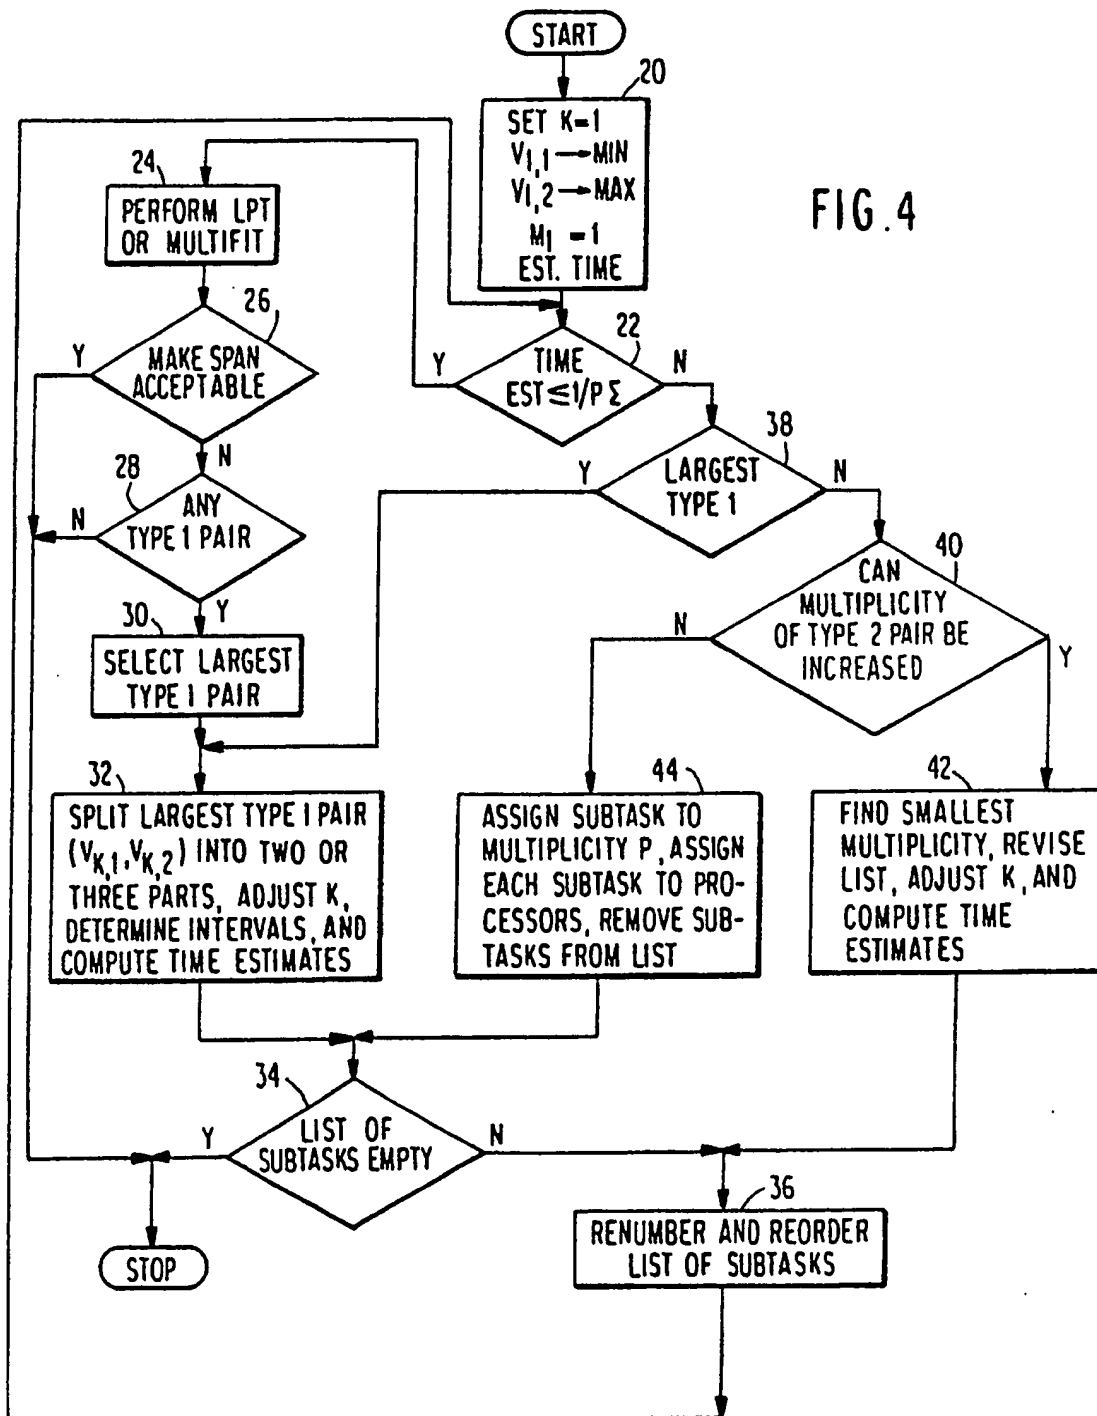 START
20
SET K=1
V1,1 → MIN
V1,2 → MAX
M1 =1
EST. TIME
FIG.4
24
PERFORM LPT
OR MULTIFIT
26
MAKE SPAN
ACCEPTABLE
Y
N
22
TIME
EST ≤ 1/P Σ
Y
N
38
LARGEST
TYPE 1
Y
N
28
ANY
TYPE 1 PAIR
N
Y
40
CAN
MULTIPLICITY
OF TYPE 2 PAIR BE
INCREASED
N
Y
30
SELECT LARGEST
TYPE 1 PAIR
32
SPLIT LARGEST TYPE 1 PAIR
(VK,1,VK,2) INTO TWO OR
THREE PARTS, ADJUST K,
DETERMINE INTERVALS, AND
COMPUTE TIME ESTIMATES
44
ASSIGN SUBTASK TO
MULTIPLICITY P, ASSIGN
EACH SUBTASK TO PRO-
CESSORS, REMOVE SUB-
TASKS FROM LIST
42
FIND SMALLEST
MULTIPLICITY, REVISE
LIST, ADJUST K, AND
COMPUTE TIME
ESTIMATES
34
LIST OF
SUBTASKS EMPTY
Y
N
36
RENUMBER AND REORDER
LIST OF SUBTASKS
STOP